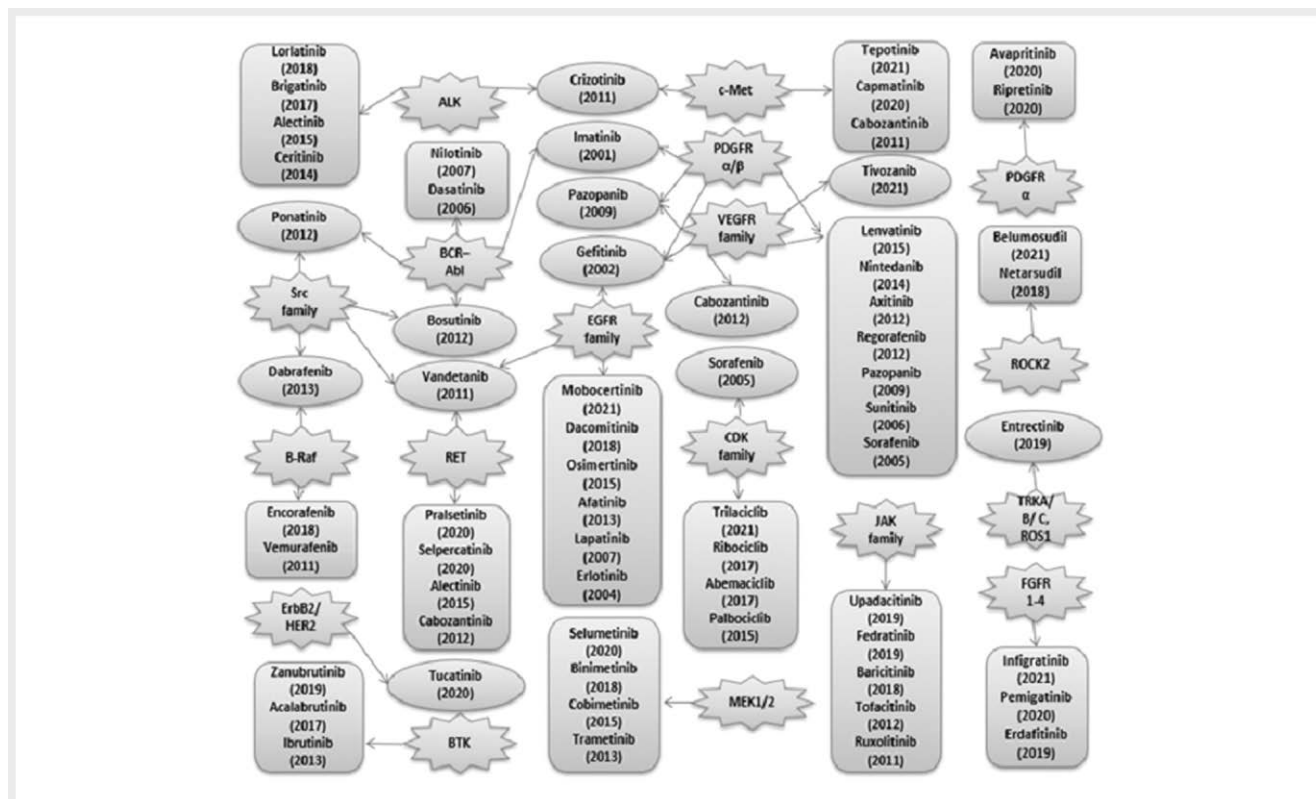 Lorlatinib
(2018)
Brigatinib
(2017)
Alectinib
(2015)
Ceritinib
(2014)
ALK
Crizotinib
(2011)
c-Met
Tepotinib
(2021)
Capmatinib
(2020)
Cabozantinib
(2011)
Avapritinib
(2020)
Ripretinib
(2020)
Nilotinib
(2007)
Dasatinib
(2006)
Imatinib
(2001)
PDGFR
α/β
Tivozanib
(2021)
PDGFR
α
Ponatinib
(2012)
BCR–
Abl
Pazopanib
(2009)
VEGFR
family
Gefitinib
(2002)
Lenvatinib
(2015)
Nintedanib
(2014)
Axitinib
(2012)
Regorafenib
(2012)
Pazopanib
(2009)
Sunitinib
(2006)
Sorafenib
(2005)
Belumosudil
(2021)
Netarsudil
(2018)
Src
family
Bosutinib
(2012)
EGFR
family
Cabozantinib
(2012)
ROCK2
Dabrafenib
(2013)
Vandetanib
(2011)
Sorafenib
(2005)
Mobocertinib
(2021)
Dacomitinib
(2018)
Osimertinib
(2015)
Afatinib
(2013)
Lapatinib
(2007)
Erlotinib
(2004)
Entrectinib
(2019)
B-Raf
RET
CDK
family
Encorafenib
(2018)
Vemurafenib
(2011)
Pralsetinib
(2020)
Selpercatinib
(2020)
Alectinib
(2015)
Cabozantinib
(2012)
Trilaciclib
(2021)
Ribociclib
(2017)
Abemaciclib
(2017)
Palbociclib
(2015)
JAK
family
TRKA/
B/ C,
ROS1
FGFR
1-4
ErbB2/
HER2
Tucatinib
(2020)
Selumetinib
(2020)
Binimetinib
(2018)
Cobimetinib
(2015)
Trametinib
(2013)
MEK1/2
Upadacitinib
(2019)
Fedratinib
(2019)
Baricitinib
(2018)
Tofacitinib
(2012)
Ruxolitinib
(2011)
Infigratinib
(2021)
Pemigatinib
(2020)
Erdafitinib
(2019)
Zanubrutinib
(2019)
Acalabrutinib
(2017)
Ibrutinib
(2013)
BTK